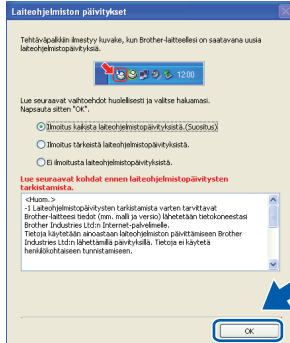 Laiteohjelmiston päivitykset
Tehtäväpalkkiin ilmestyy kuvake, kun Brother-laitteellesi on saatavana uusia
laiteohjelmistopäivityksiä.
12:00
Lue seuraavat vaihtoehdot huolellisesti ja valitse haluamasi.
Napsauta sitten "OK".
Ilmoitus kaikista laiteohjelmistopäivityksistä.(Suositus)
Ilmoitus tärkeistä laiteohjelmistopäivityksistä.
Ei ilmoitusta laiteohjelmistopäivityksistä.
Lue seuraavat kohdat ennen laiteohjelmistopäivitysten
tarkistamista.
<Huom.>
-1 Laiteohjelmistopäivitysten tarkistamista varten tarvittavat
Brother-laitteesi tiedot (mm. malli ja versio) lähetetään tietokoneestasi
Brother Industries Ltd:n Internet-palvelimelle.
Tietoja käytetään ainoastaan laiteohjelmiston päivittämiseen Brother
Industries Ltd:n lähettämillä päivityksillä. Tietoja ei käytetä
henkilökohtaiseen tunnistamiseen.
OK